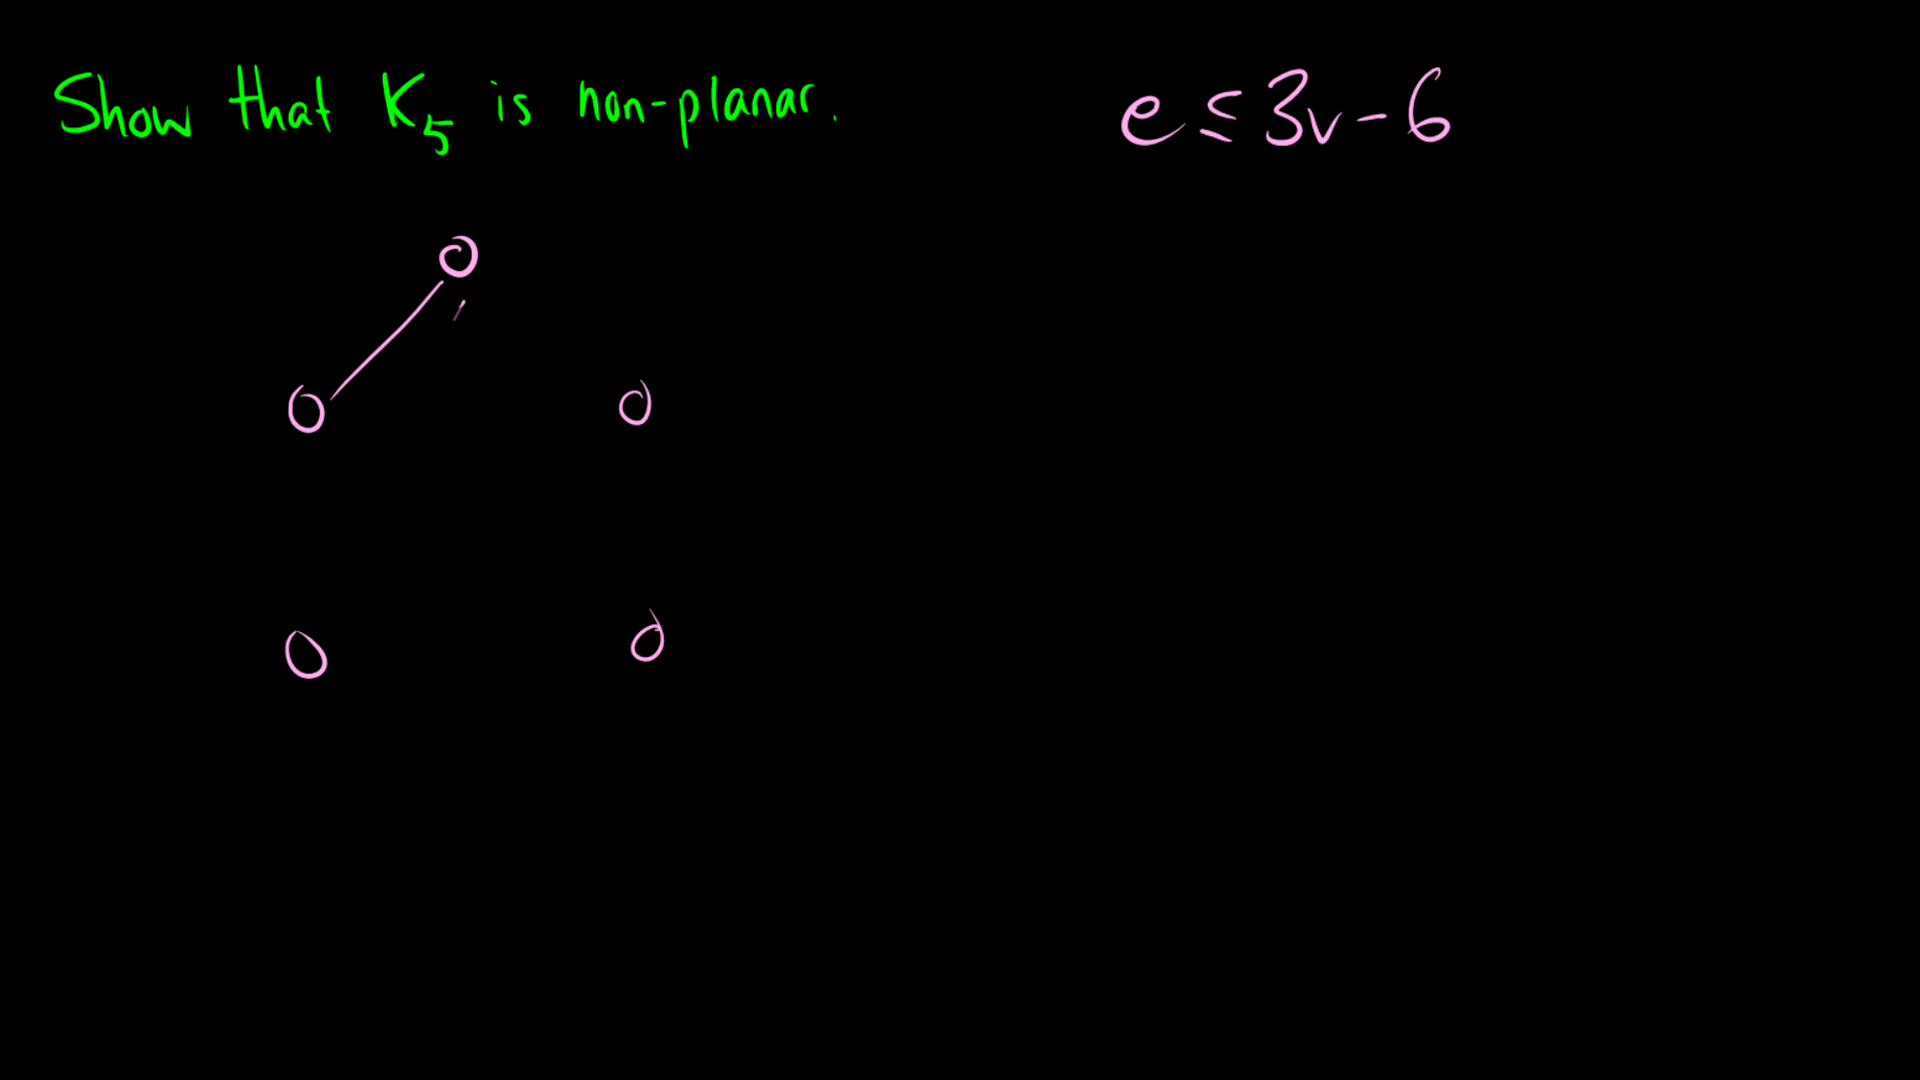 Show that K₅ is non-planar.
e ≤ 3v - 6